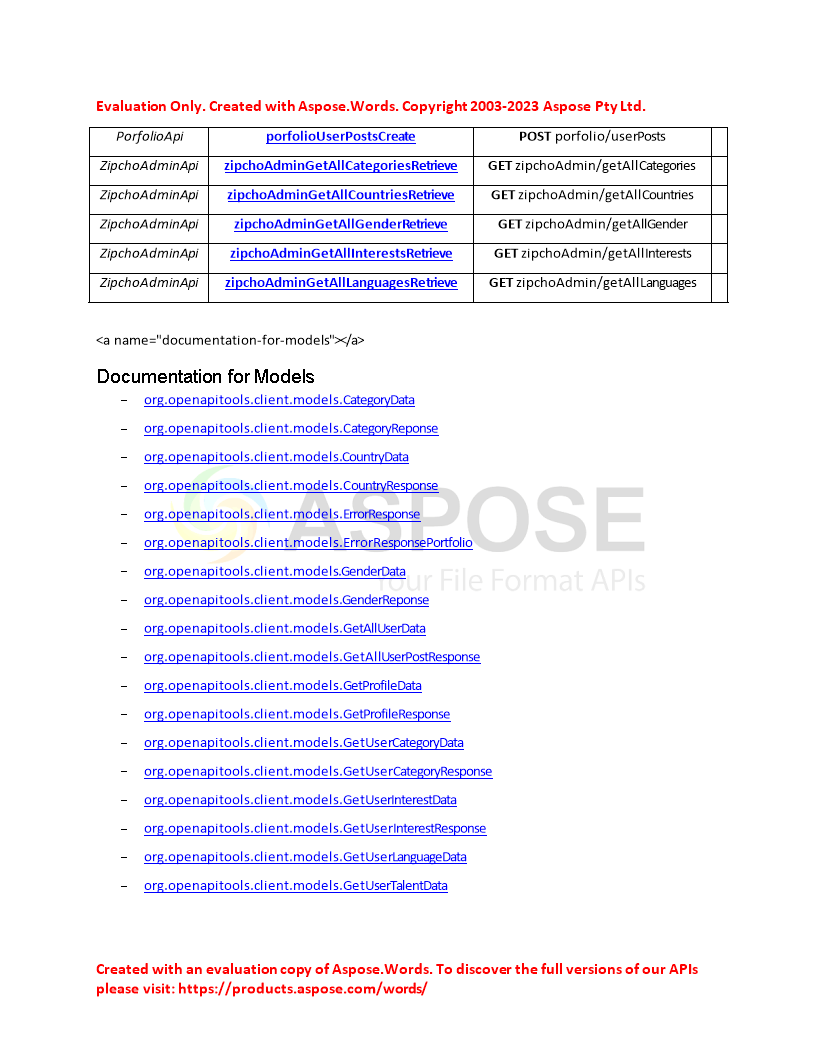 Evaluation Only. Created with Aspose.Words. Copyright 2003-2023 Aspose Pty Ltd.
PorfolioApi porfolioUserPostsCreate POST porfolio/userPosts
ZipchoAdminApi zipchoAdminGetAllCategoriesRetrieve GET zipchoAdmin/getAllCategories
ZipchoAdminApi zipchoAdminGetAllCountriesRetrieve GET zipchoAdmin/getAllCountries
ZipchoAdminApi zipchoAdminGetAllGenderRetrieve GET zipchoAdmin/getAllGender
ZipchoAdminApi zipchoAdminGetAllInterestsRetrieve GET zipchoAdmin/getAllInterests
ZipchoAdminApi zipchoAdminGetAllLanguagesRetrieve GET zipchoAdmin/getAllLanguages
<a name="documentation-for-models"></a>
Documentation for Models
– org.openapitools.client.models.CategoryData
– org.openapitools.client.models.CategoryReponse
– org.openapitools.client.models.CountryData
– org.openapitools.client.models.CountryResponse
– org.openapitools.client.models.ErrorResponse
– org.openapitools.client.models.ErrorResponsePortfolio
– org.openapitools.client.models.GenderData
– org.openapitools.client.models.GenderReponse
– org.openapitools.client.models.GetAllUserData
– org.openapitools.client.models.GetAllUserPostResponse
– org.openapitools.client.models.GetProfileData
– org.openapitools.client.models.GetProfileResponse
– org.openapitools.client.models.GetUserCategoryData
– org.openapitools.client.models.GetUserCategoryResponse
– org.openapitools.client.models.GetUserInterestData
– org.openapitools.client.models.GetUserInterestResponse
– org.openapitools.client.models.GetUserLanguageData
– org.openapitools.client.models.GetUserTalentData
ASPOSE
Your File Format APIs
Created with an evaluation copy of Aspose.Words. To discover the full versions of our APIs
please visit: https://products.aspose.com/words/